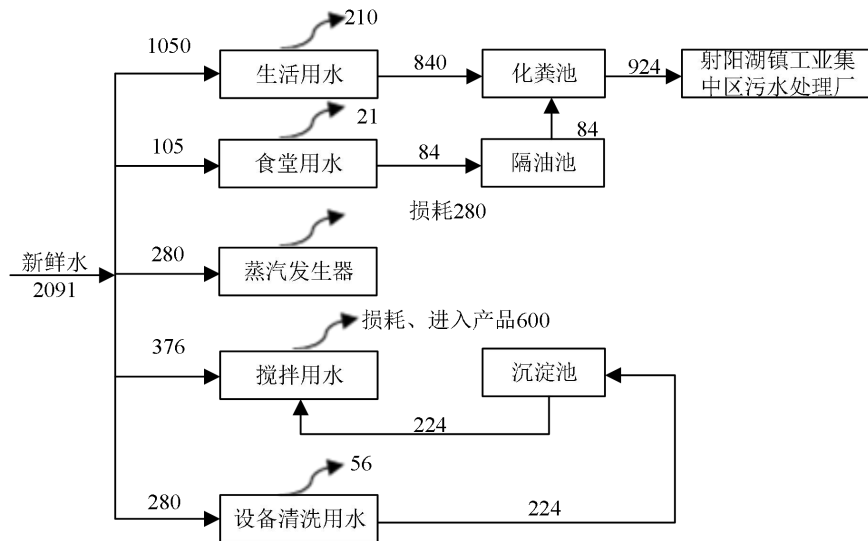 210
1050
生活用水
840
化粪池
924
射阳湖镇工业集
中区污水处理厂
21
105
食堂用水
84
隔油池
84
损耗280
新鲜水
2091
280
蒸汽发生器
损耗、进入产品600
376
搅拌用水
沉淀池
224
56
280
设备清洗用水
224